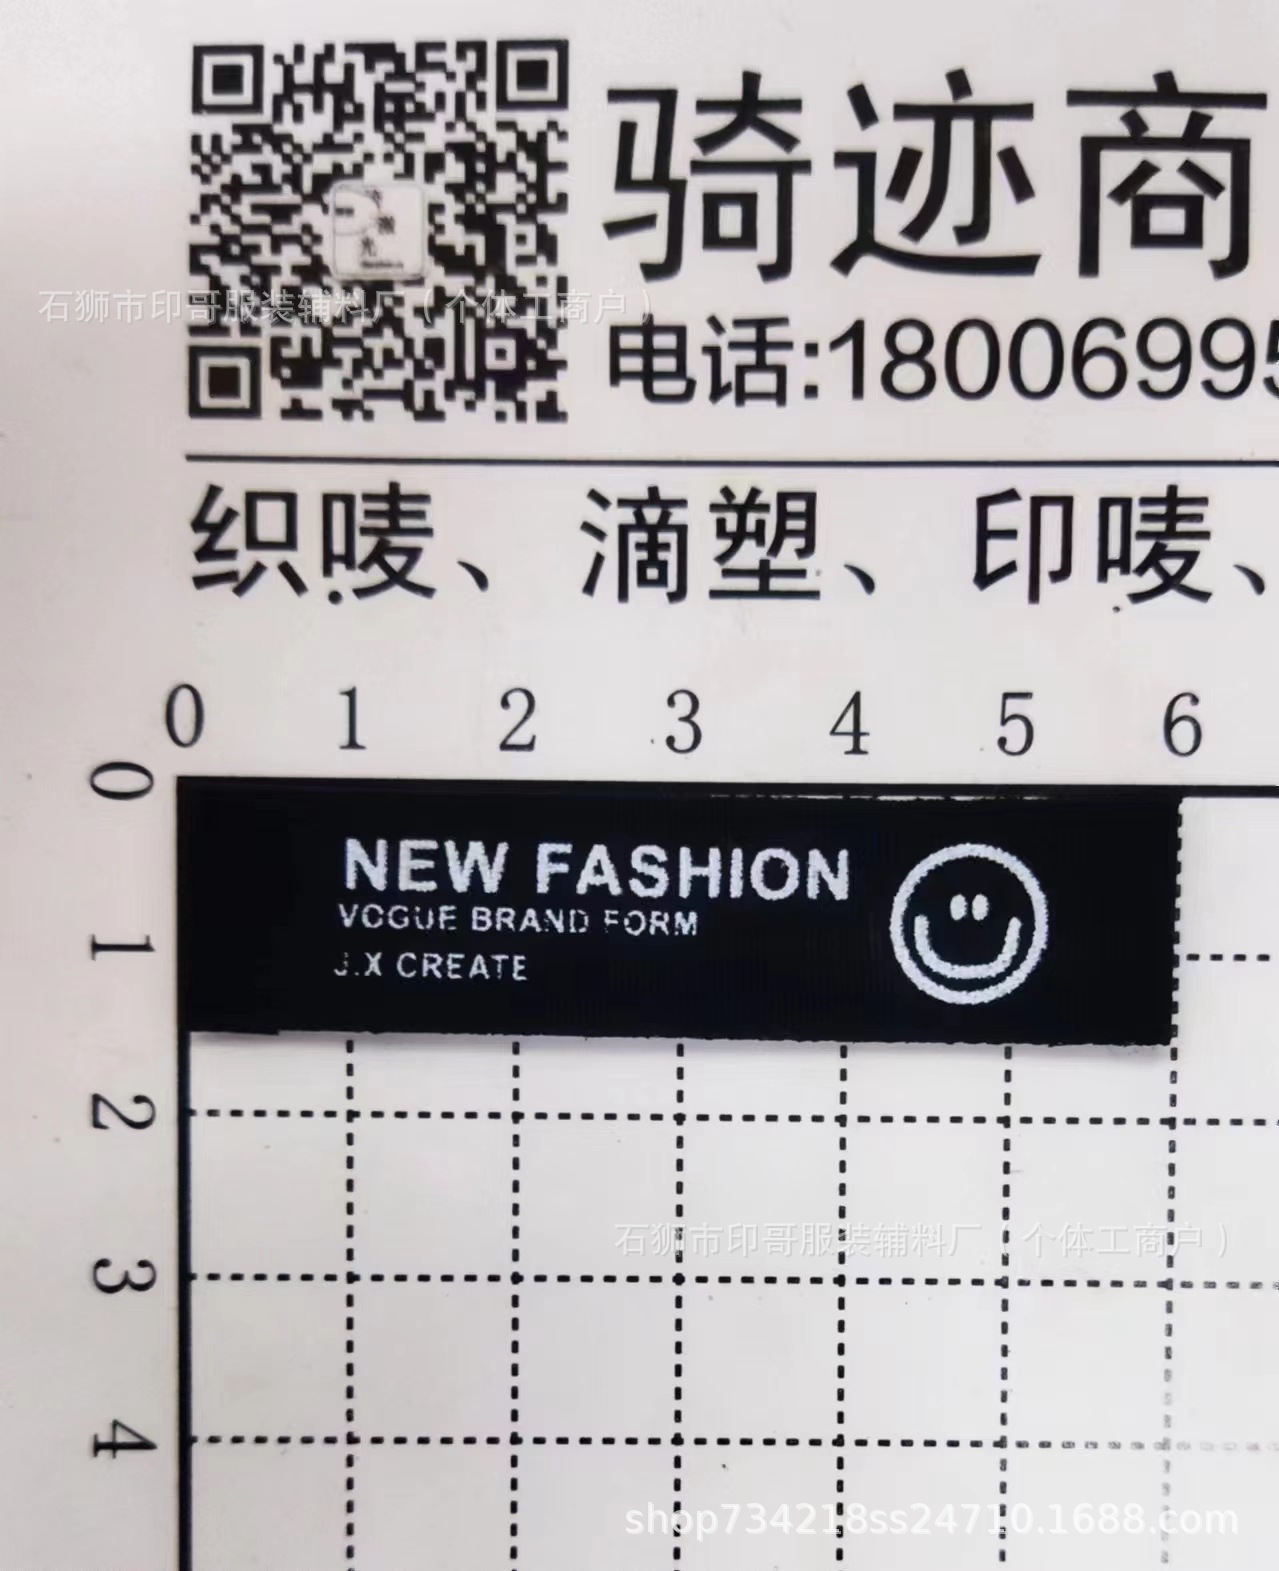 骑迹商
石狮市印哥服装辅料厂（个体工商户）
电话:18006995
织唛、滴塑、印唛、
0 1 2 3 4 5 6
0
NEW FASHION
VOGUE BRAND FORM
J.X CREATE
1
2
石狮市印哥服装辅料厂（个体工商户）
3
4
shop734218ss24710.1688.com